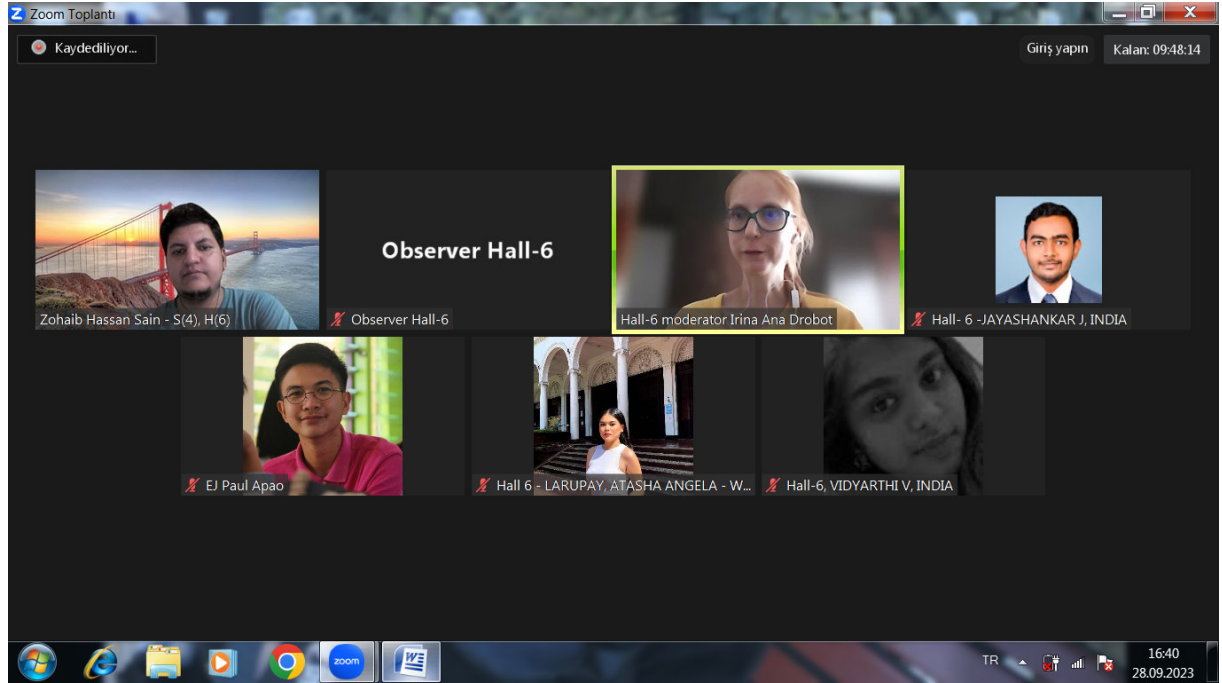 Zoom Toplantı
Kaydediliyor...
Giriş yapın
Kalan: 09:48:14
Zohaib Hassan Sain - S(4), H(6)
Observer Hall-6
Observer Hall-6
Hall-6 moderator Irina Ana Drobot
Hall- 6 -JAYASHANKAR J, INDIA
EJ Paul Apao
Hall 6 - LARUPAY, ATASHA ANGELA - W...
Hall-6, VIDYARTHI V, INDIA
zoom
TR
16:40
28.09.2023